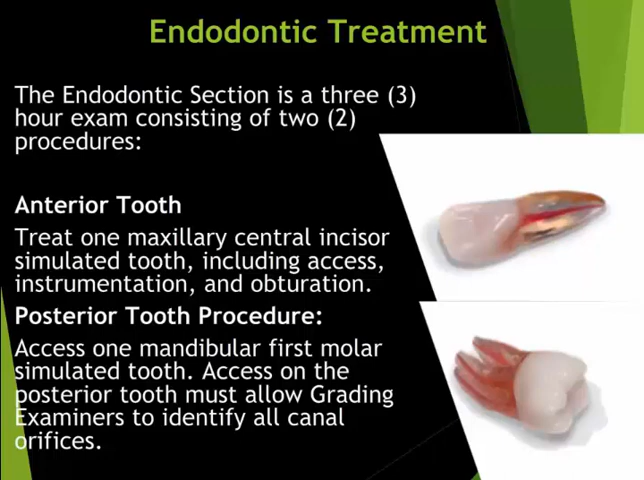 Endodontic Treatment
The Endodontic Section is a three (3)
hour exam consisting of two (2)
procedures:
Anterior Tooth
Treat one maxillary central incisor
simulated tooth, including access,
instrumentation, and obturation.
Posterior Tooth Procedure:
Access one mandibular first molar
simulated tooth. Access on the
posterior tooth must allow Grading
Examiners to identify all canal
orifices.